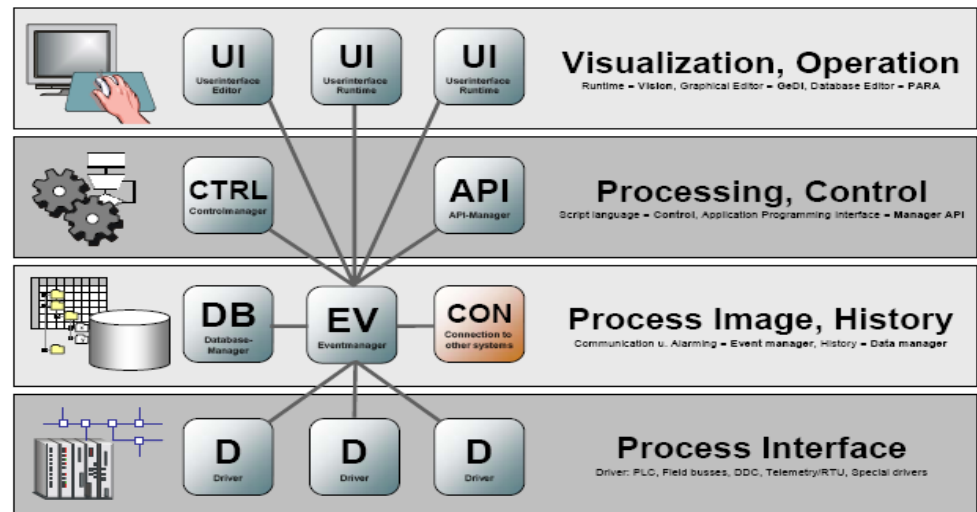 UI
Userinterface
Editor
UI
Userinterface
Runtime
UI
Userinterface
Runtime
Visualization, Operation
Runtime = Vision, Graphical Editor = GeDi, Database Editor = PARA
CTRL
Controlmanager
API
API-Manager
Processing, Control
Script language = Control, Application Programming Interface = Manager API
DB
Database-
Manager
EV
Eventmanager
CON
Connection to
other systems
Process Image, History
Communication u. Alarming = Event manager, History = Data manager
D
Driver
D
Driver
D
Driver
Process Interface
Driver: PLC, Field busses, DDC, Telemetry/RTU, Special drivers